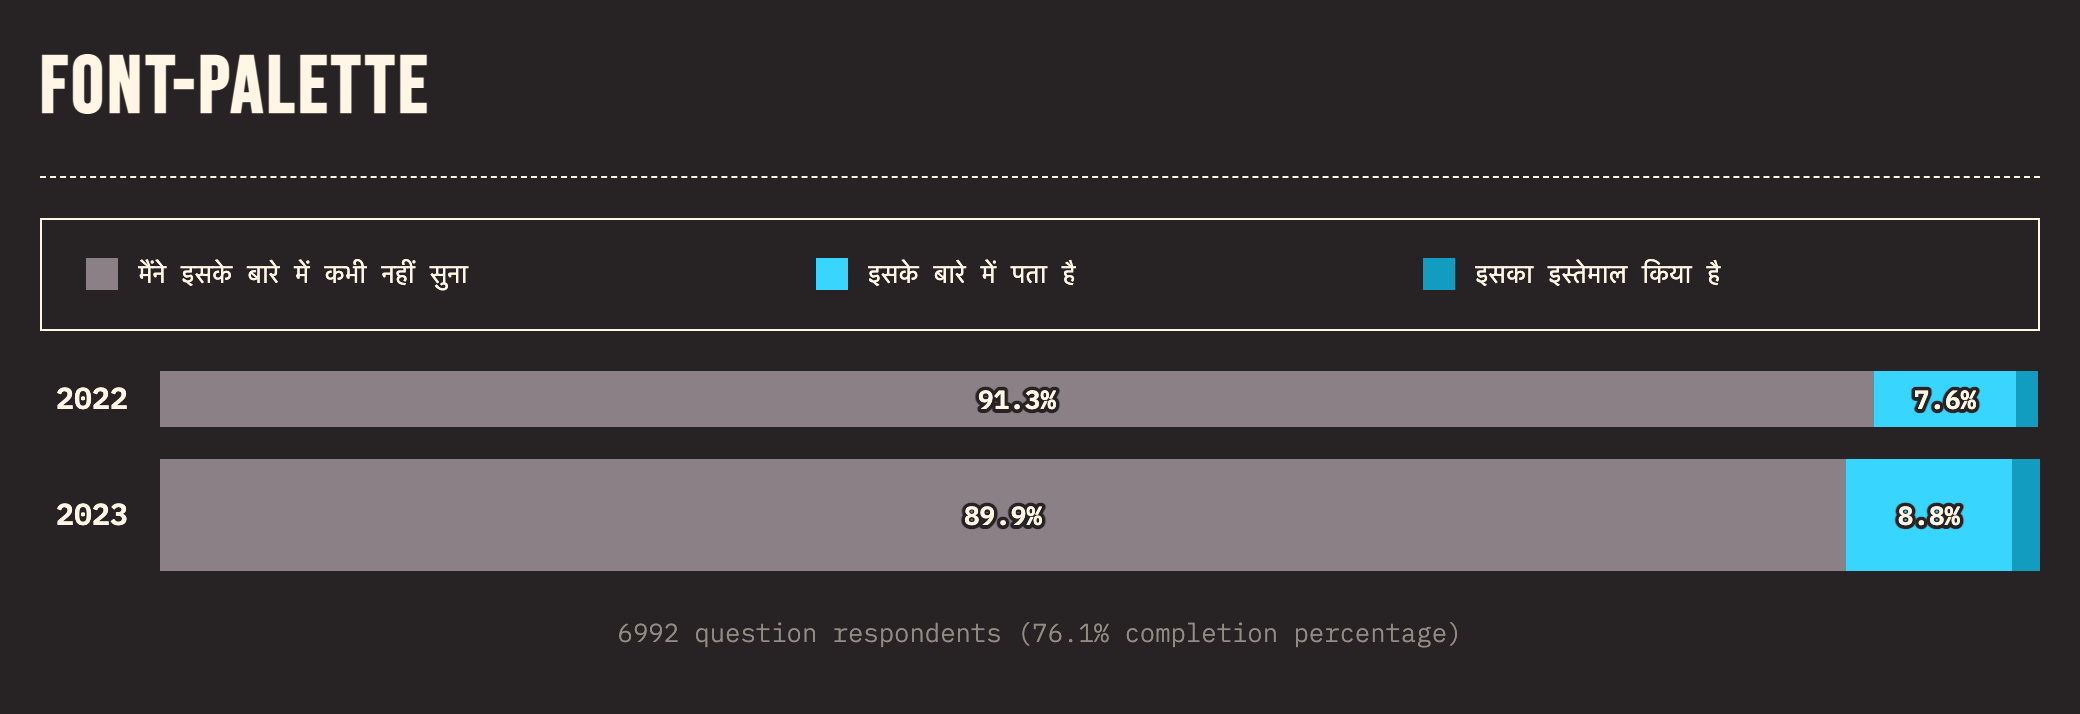 FONT-PALETTE
मैंने इसके बारे में कभी नहीं सुना इसके बारे में पता है इसका इस्तेमाल किया है
2022 91.3% 7.6%
2023 89.9% 8.8%
6992 question respondents (76.1% completion percentage)